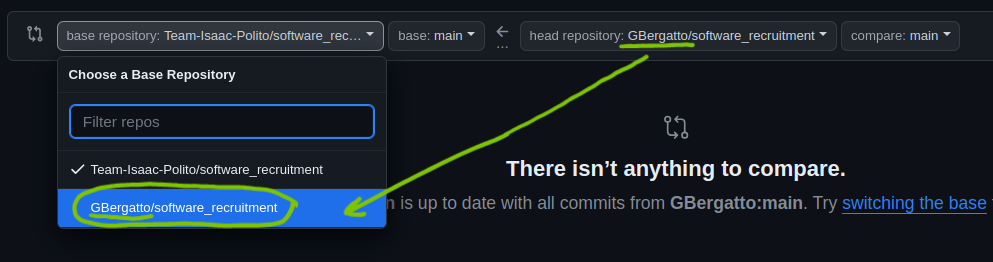 base repository: Team-Isaac-Polito/software_rec… base: main ... head repository: GBergatto/software_recruitment compare: main
Choose a Base Repository
Filter repos
Team-Isaac-Polito/software_recruitment
There isn’t anything to compare.
GBergatto/software_recruitment
is up to date with all commits from GBergatto:main. Try switching the base